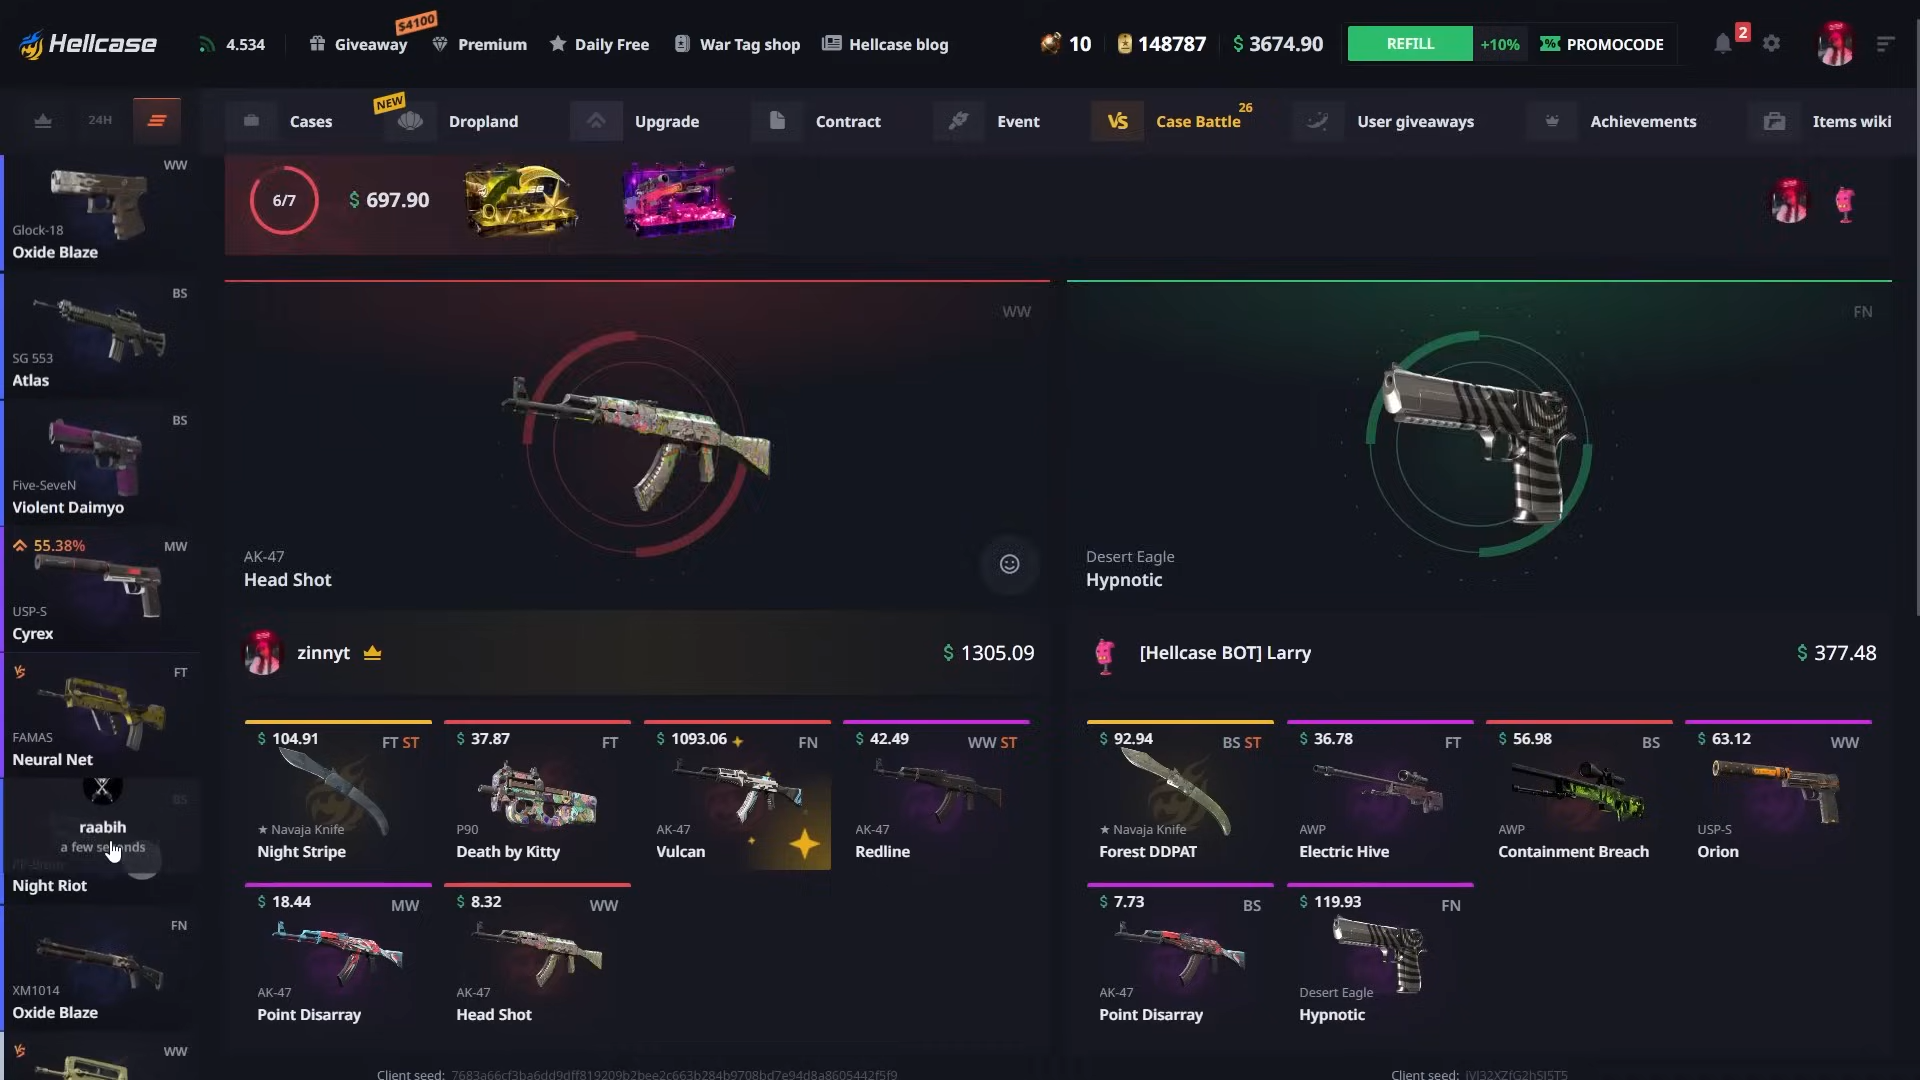 Hellcase
4.534
Giveaway
$4100
Premium
Daily Free
War Tag shop
Hellcase blog
10
148787
$ 3674.90
REFILL
+10%
PROMOCODE
2
24H
Cases
NEW
Dropland
Upgrade
Contract
Event
VS
Case Battle
26
User giveaways
Achievements
Items wiki
WW
Glock-18
Oxide Blaze
BS
SG 553
Atlas
BS
Five-SeveN
Violent Daimyo
55.38%
MW
USP-S
Cyrex
VS
FT
FAMAS
Neural Net
BS
raabih
Night Riot
FN
XM1014
Oxide Blaze
VS
WW
6/7
$ 697.90
WW
AK-47
Head Shot
FN
Desert Eagle
Hypnotic
zinnyt
$ 1305.09
[Hellcase BOT] Larry
$ 377.48
$ 104.91
FT ST
★ Navaja Knife
Night Stripe
$ 37.87
FT
P90
Death by Kitty
$ 1093.06
FN
AK-47
Vulcan
$ 42.49
WW ST
AK-47
Redline
$ 18.44
MW
AK-47
Point Disarray
$ 8.32
WW
AK-47
Head Shot
$ 92.94
BS ST
★ Navaja Knife
Forest DDPAT
$ 36.78
FT
AWP
Electric Hive
$ 56.98
BS
AWP
Containment Breach
$ 63.12
WW
USP-S
Orion
$ 7.73
BS
AK-47
Point Disarray
$ 119.93
FN
Desert Eagle
Hypnotic
Client seed:
Client seed: